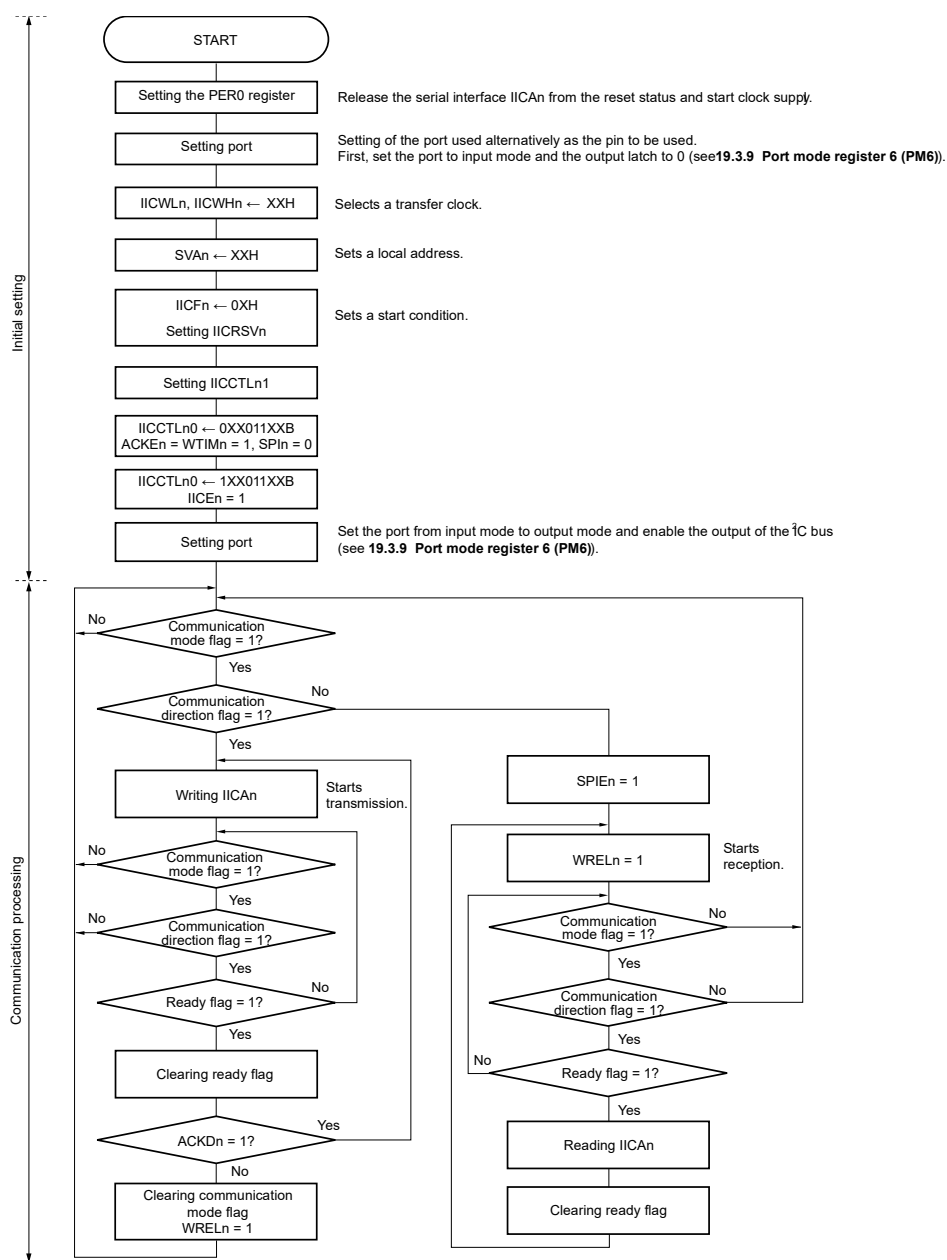 START
Setting the PER0 register
Release the serial interface IICAn from the reset status and start clock supply.
Setting port
Setting of the port used alternatively as the pin to be used.
First, set the port to input mode and the output latch to 0 (see19.3.9 Port mode register 6 (PM6)).
IICWLn, IICWHn ← XXH
Selects a transfer clock.
SVAn ← XXH
Sets a local address.
IICFn ← 0XH
Setting IICRSVn
Sets a start condition.
Setting IICCTLn1
IICCTLn0 ← 0XX011XXB
ACKEn = WTIMn = 1, SPIn = 0
IICCTLn0 ← 1XX011XXB
IICEn = 1
Setting port
Set the port from input mode to output mode and enable the output of the I²C bus
(see 19.3.9 Port mode register 6 (PM6)).
Initial setting
No
Communication
mode flag = 1?
Yes
No
Communication
direction flag = 1?
Yes
Writing IICAn
Starts
transmission.
No
Communication
mode flag = 1?
Yes
No
Communication
direction flag = 1?
Yes
Ready flag = 1?
No
Yes
Clearing ready flag
ACKDn = 1?
Yes
No
Clearing communication
mode flag
WRELn = 1
SPIEn = 1
WRELn = 1
Starts
reception.
Communication
mode flag = 1?
No
Yes
Communication
direction flag = 1?
No
Yes
No
Ready flag = 1?
Yes
Reading IICAn
Clearing ready flag
Communication processing